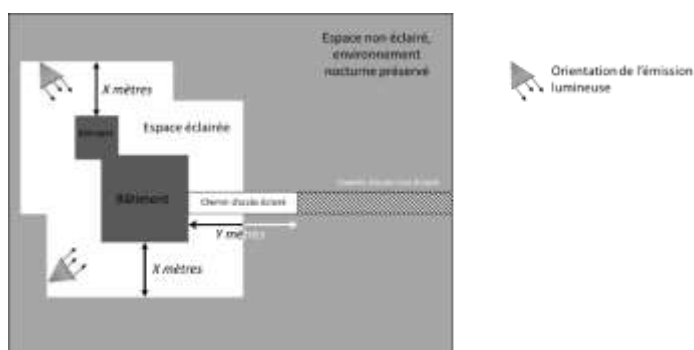 Espace non éclairé,
environnement
nocturne préservé
Orientation de l'émission
lumineuse
X mètres
Espace éclairée
Bâtiment
Bâtiment
Chemin d'accès éclairé
Y mètres
X mètres